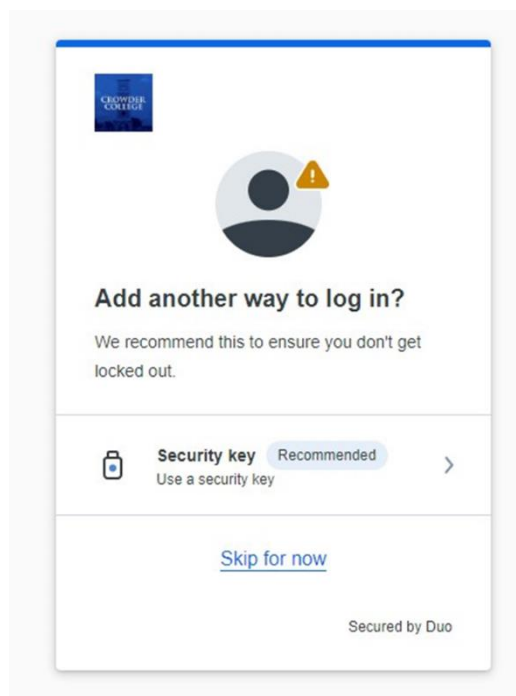 CROWDER
COLLEGE
Add another way to log in?
We recommend this to ensure you don't get
locked out.
Security key Recommended
Use a security key
Skip for now
Secured by Duo